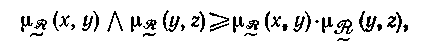 μ_ℛ̰ (x, y) ⋀ μ_ℛ̰ (y, z) ⩾ μ_ℛ̰ (x, y) · μ_ℛ̰ (y, z),